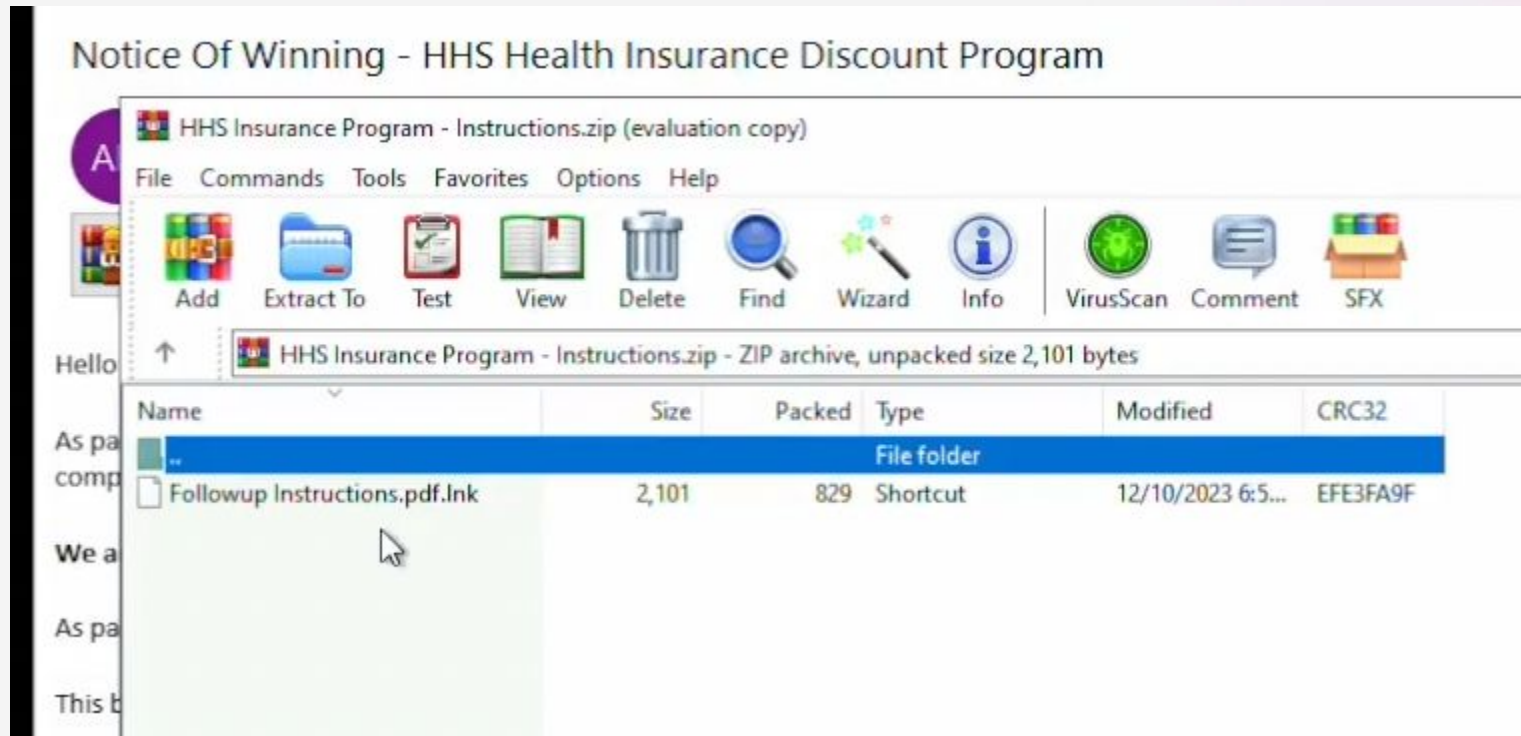 Notice Of Winning - HHS Health Insurance Discount Program
HHS Insurance Program - Instructions.zip (evaluation copy)
File Commands Tools Favorites Options Help
Add Extract To Test View Delete Find Wizard Info VirusScan Comment SFX
HHS Insurance Program - Instructions.zip - ZIP archive, unpacked size 2,101 bytes
Hello
Name Size Packed Type Modified CRC32
As pa
.. File folder
comp
Followup Instructions.pdf.lnk 2,101 829 Shortcut 12/10/2023 6:5... EFE3FA9F
We a
As pa
This b